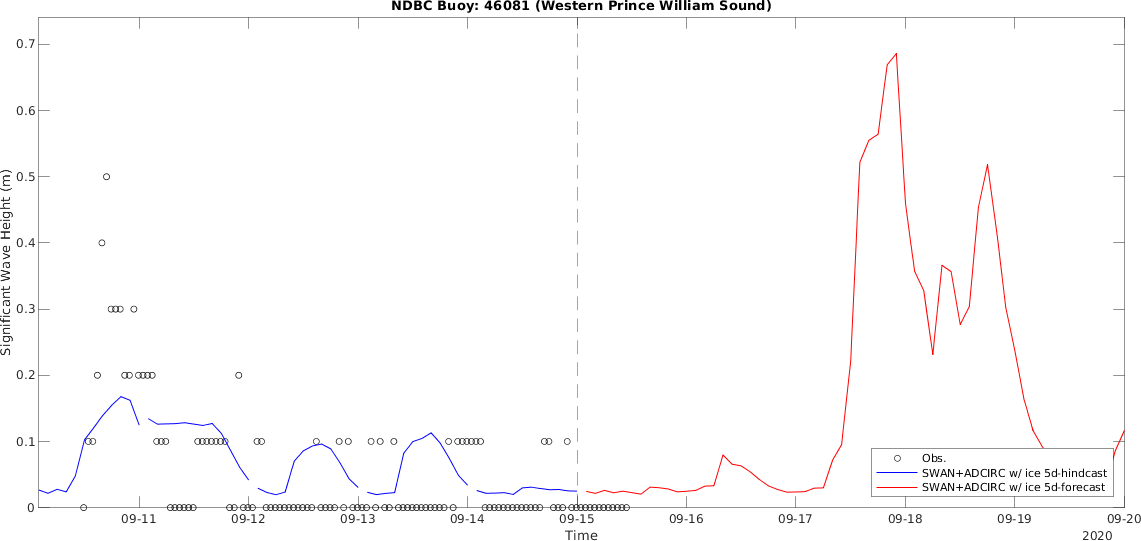 NDBC Buoy: 46081 (Western Prince William Sound)
0.7
0.6
0.5
0.4
0.3
0.2
0.1
0
Significant Wave Height (m)
09-11 09-12 09-13 09-14 09-15 09-16 09-17 09-18 09-19 09-20
Time
2020
Obs.
SWAN+ADCIRC w/ ice 5d-hindcast
SWAN+ADCIRC w/ ice 5d-forecast